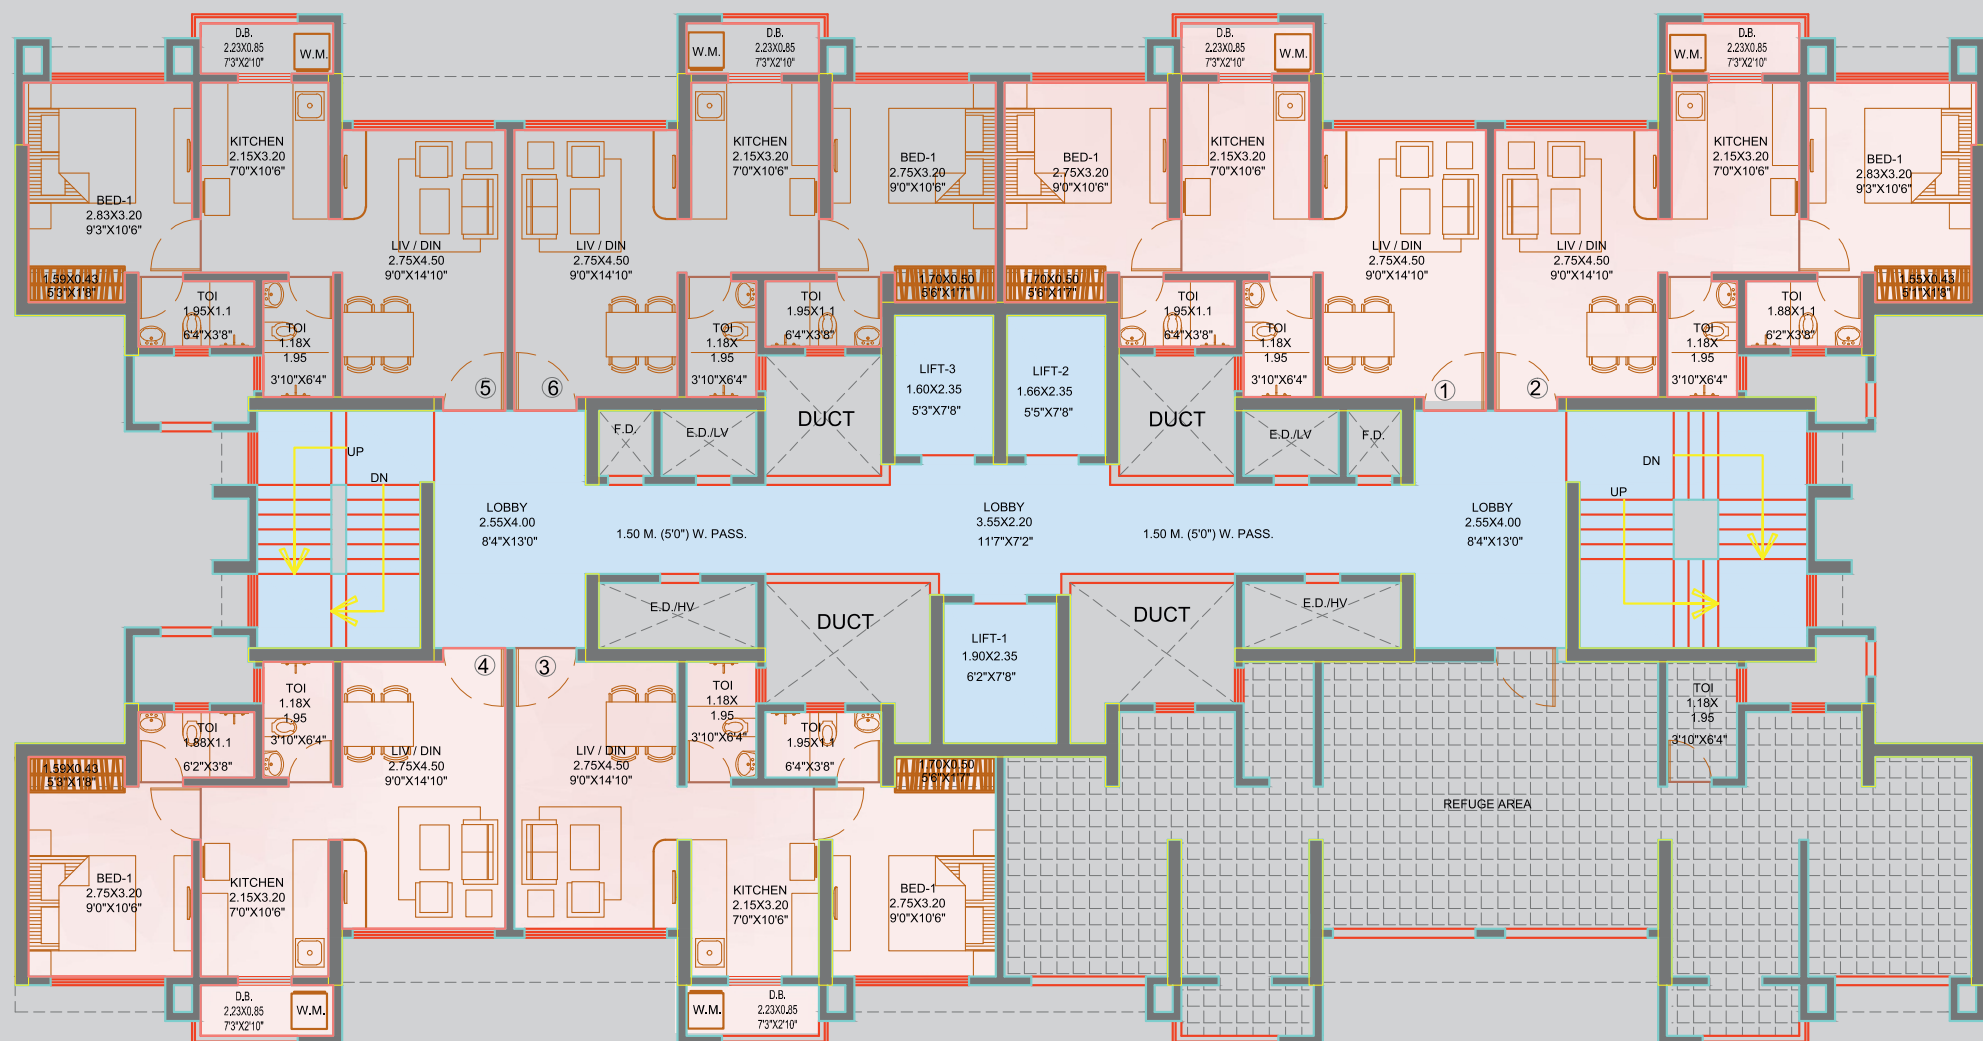 D.B.
2.23X0.85
7'3"X2'10"
W.M.
W.M.
D.B.
2.23X0.85
7'3"X2'10"
D.B.
2.23X0.85
7'3"X2'10"
W.M.
W.M.
D.B.
2.23X0.85
7'3"X2'10"
BED-1
2.83X3.20
9'3"X10'6"
KITCHEN
2.15X3.20
7'0"X10'6"
LIV / DIN
2.75X4.50
9'0"X14'10"
LIV / DIN
2.75X4.50
9'0"X14'10"
KITCHEN
2.15X3.20
7'0"X10'6"
BED-1
2.75X3.20
9'0"X10'6"
BED-1
2.75X3.20
9'0"X10'6"
KITCHEN
2.15X3.20
7'0"X10'6"
LIV / DIN
2.75X4.50
9'0"X14'10"
LIV / DIN
2.75X4.50
9'0"X14'10"
KITCHEN
2.15X3.20
7'0"X10'6"
BED-1
2.83X3.20
9'3"X10'6"
1.59X0.43
5'3"X1'8"
TOI
1.95X1.1
6'4"X3'8"
TOI
1.18X
1.95
3'10"X6'4"
5
6
TOI
1.18X
1.95
3'10"X6'4"
TOI
1.95X1.1
6'4"X3'8"
1.70X0.50
5'6"X1'7"
1.70X0.50
5'6"X1'7"
TOI
1.95X1.1
6'4"X3'8"
TOI
1.18X
1.95
3'10"X6'4"
1
2
TOI
1.18X
1.95
3'10"X6'4"
TOI
1.88X1.1
6'2"X3'8"
1.55X0.43
5'1"X1'8"
LIFT-3
1.60X2.35
5'3"X7'8"
LIFT-2
1.66X2.35
5'5"X7'8"
F.D.
E.D./LV
DUCT
DUCT
E.D./LV
F.D.
UP
DN
LOBBY
2.55X4.00
8'4"X13'0"
1.50 M. (5'0") W. PASS.
LOBBY
3.55X2.20
11'7"X7'2"
1.50 M. (5'0") W. PASS.
LOBBY
2.55X4.00
8'4"X13'0"
DN
UP
E.D./HV
DUCT
LIFT-1
1.90X2.35
6'2"X7'8"
DUCT
E.D./HV
4
3
TOI
1.88X1.1
6'2"X3'8"
TOI
1.18X
1.95
3'10"X6'4"
TOI
1.18X
1.95
3'10"X6'4"
TOI
1.95X1.1
6'4"X3'8"
TOI
1.18X
1.95
3'10"X6'4"
1.59X0.43
5'3"X1'8"
LIV / DIN
2.75X4.50
9'0"X14'10"
LIV / DIN
2.75X4.50
9'0"X14'10"
1.70X0.50
5'6"X1'7"
REFUGE AREA
BED-1
2.75X3.20
9'0"X10'6"
KITCHEN
2.15X3.20
7'0"X10'6"
KITCHEN
2.15X3.20
7'0"X10'6"
BED-1
2.75X3.20
9'0"X10'6"
D.B.
2.23X0.85
7'3"X2'10"
W.M.
W.M.
D.B.
2.23X0.85
7'3"X2'10"